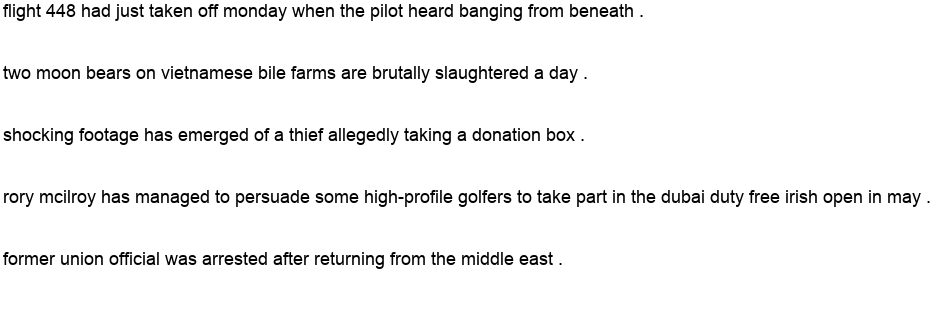 flight 448 had just taken off monday when the pilot heard banging from beneath .
two moon bears on vietnamese bile farms are brutally slaughtered a day .
shocking footage has emerged of a thief allegedly taking a donation box .
rory mcilroy has managed to persuade some high-profile golfers to take part in the dubai duty free irish open in may .
former union official was arrested after returning from the middle east .